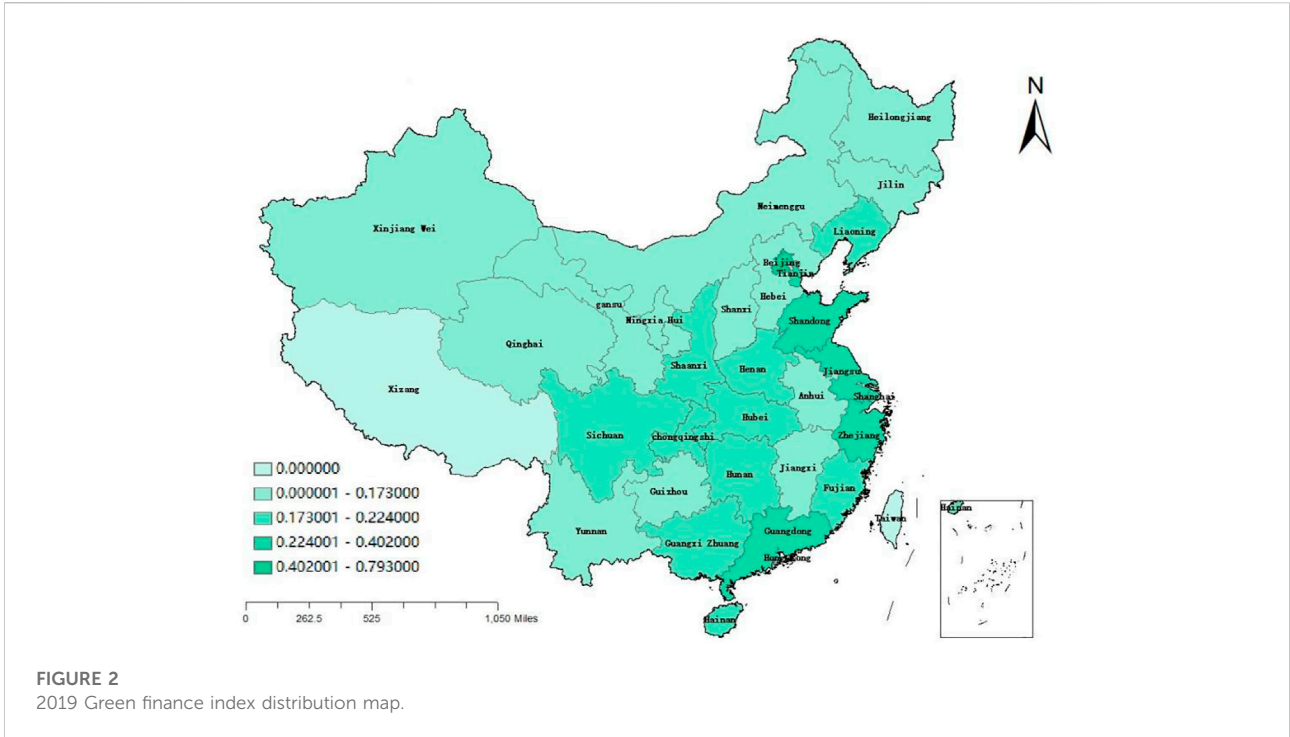 N
Heilongjiang
Jilin
Neimenggu
Liaoning
Xinjiang Wei
Beijing
Tianjin
gansu
Hebei
Shanxi
Ningxia Hui
Shandong
Qinghai
Shaanxi
Henan
Jiangsu
Xizang
Anhui
Shanghai
Hubei
Sichuan
chongqingshi
Zhejiang
Jiangxi
Hunan
0.000000
Guizhou
Fujian
0.000001 - 0.173000
Hainan
0.173001 - 0.224000
Taiwan
Yunnan
Guangdong
0.224001 - 0.402000
Guangxi Zhuang
0.402001 - 0.793000
0 262.5 525 1,050 Miles
Hainan
FIGURE 2
2019 Green finance index distribution map.